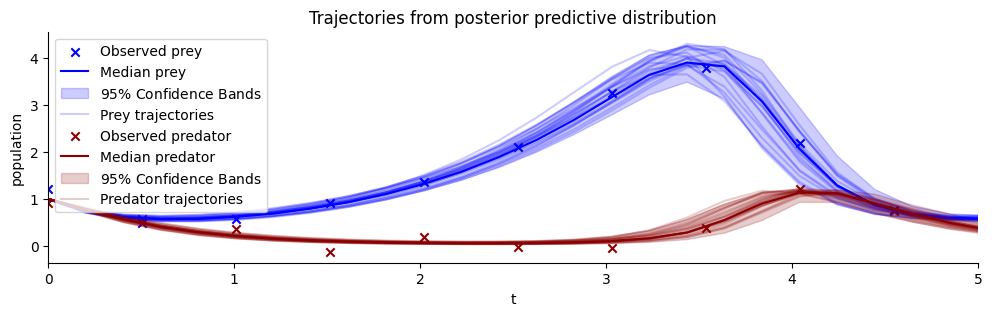 Trajectories from posterior predictive distribution
Observed prey
Median prey
95% Confidence Bands
Prey trajectories
Observed predator
Median predator
95% Confidence Bands
Predator trajectories
population
4
3
2
1
0
0 1 2 3 4 5
t